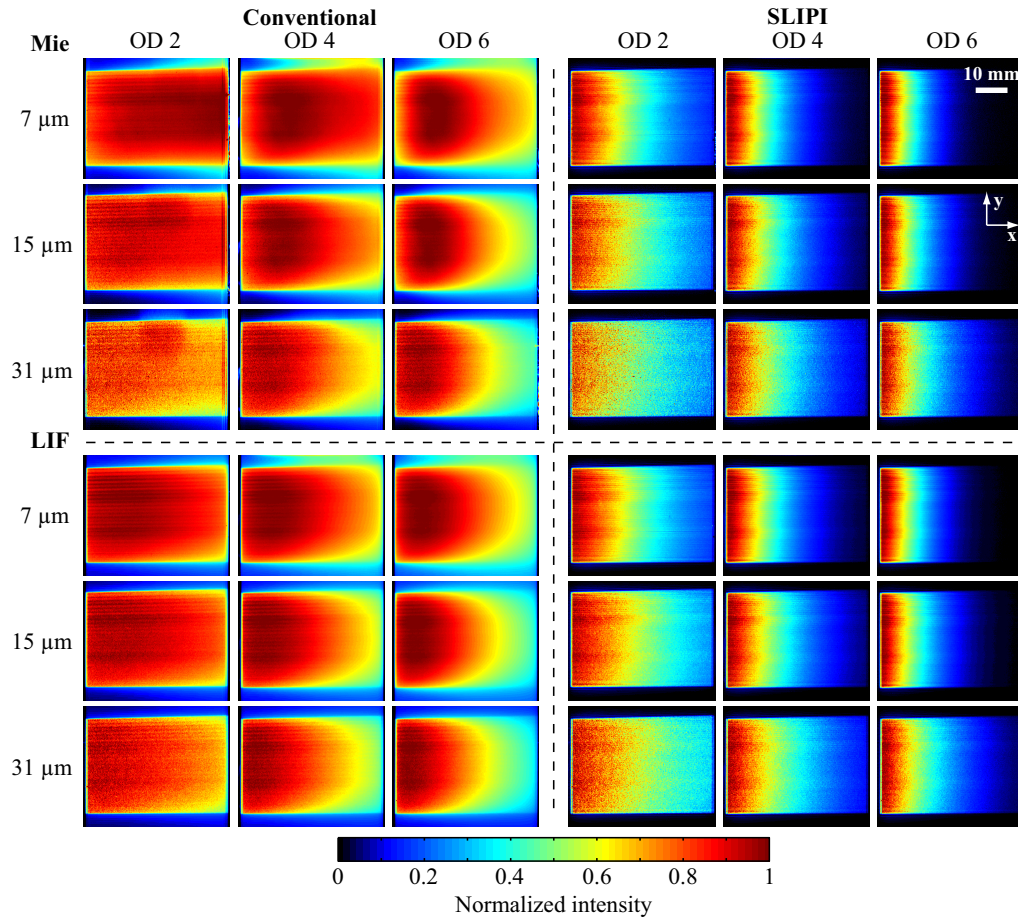 Conventional SLIPI
Mie OD 2 OD 4 OD 6 OD 2 OD 4 OD 6
10 mm
7 µm
y
15 µm
x
31 µm
LIF
7 µm
15 µm
31 µm
0 0.2 0.4 0.6 0.8 1
Normalized intensity